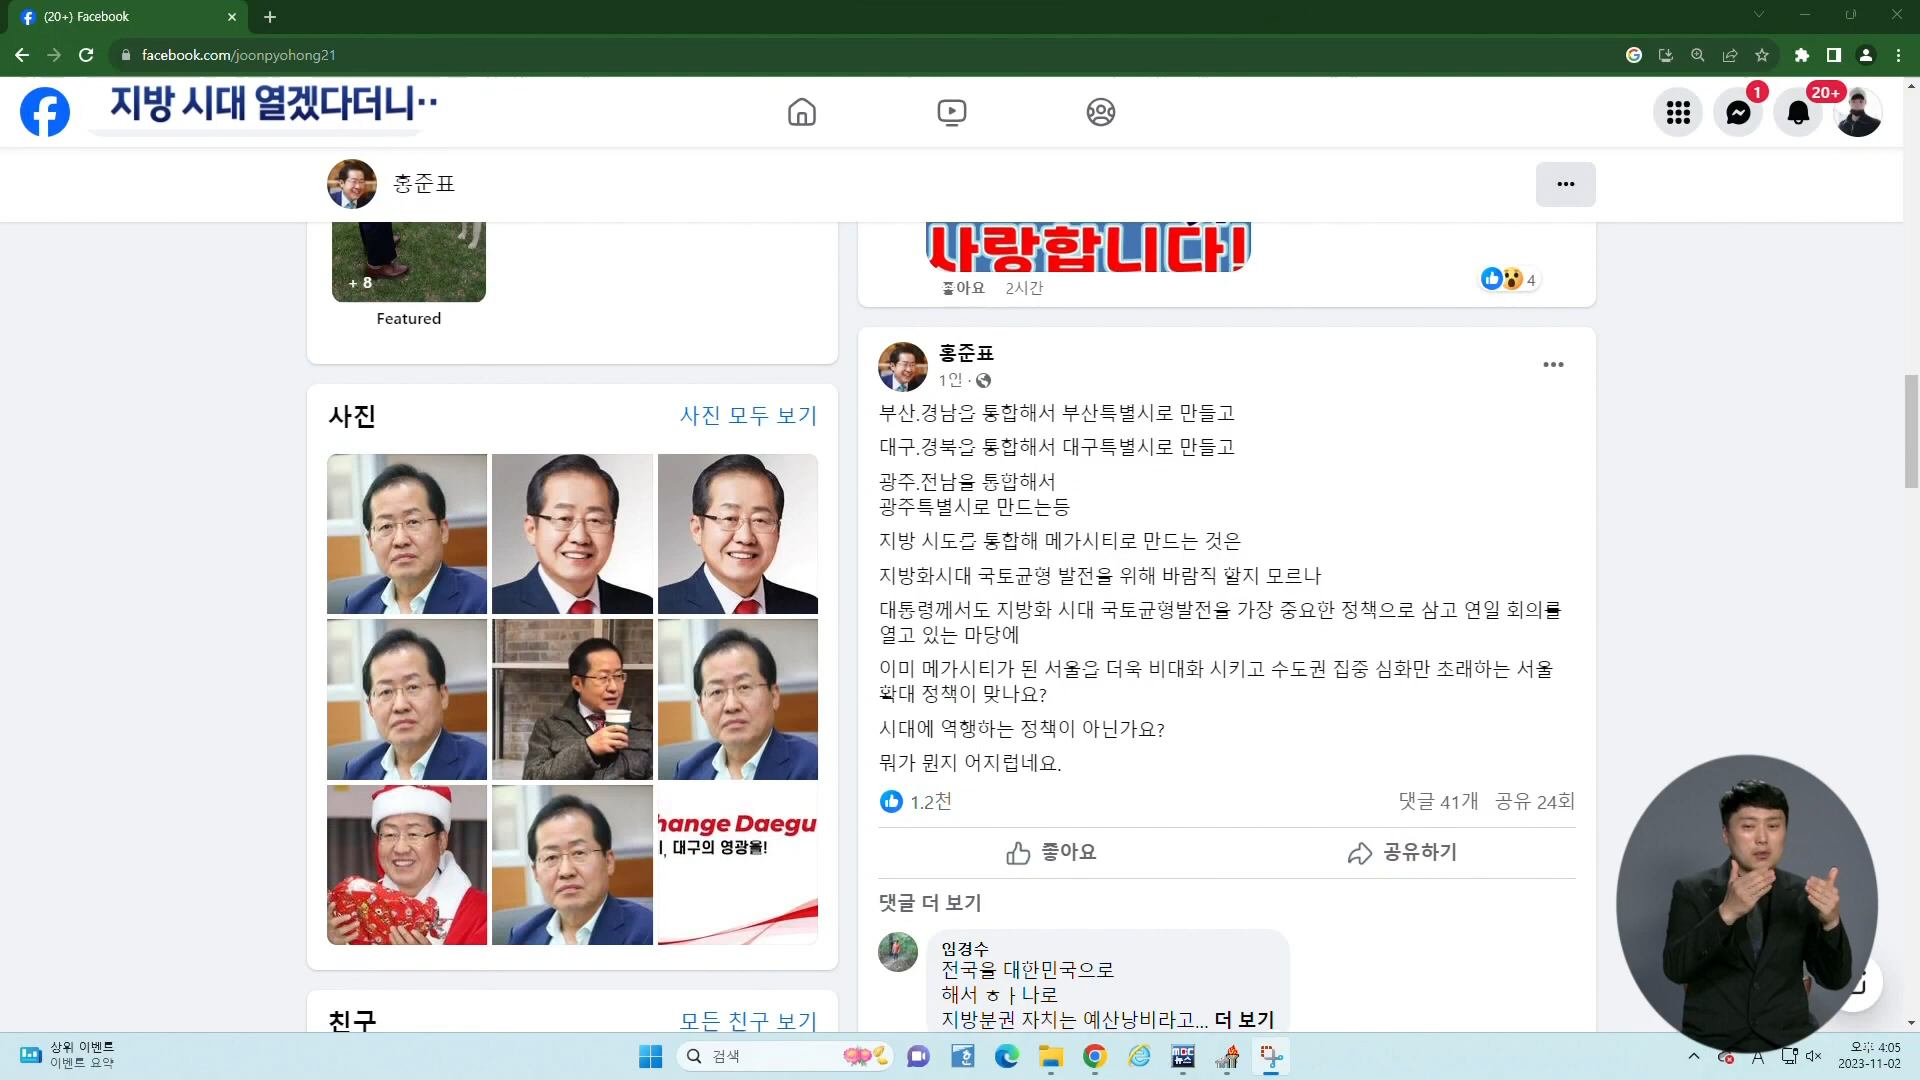 (20+) Facebook
facebook.com/joonpyohong21
지방 시대 열겠다더니··
1
20+
홍준표
+ 8
Featured
사랑합니다!
좋아요 2시간
4
사진
사진 모두 보기
hange Daegu
대구의 영광을!
친구
모든 친구 보기
홍준표
1일 ·
부산.경남을 통합해서 부산특별시로 만들고
대구.경북을 통합해서 대구특별시로 만들고
광주.전남을 통합해서
광주특별시로 만드는등
지방 시도를 통합해 메가시티로 만드는 것은
지방화시대 국토균형 발전을 위해 바람직 할지 모르나
대통령께서도 지방화 시대 국토균형발전을 가장 중요한 정책으로 삼고 연일 회의를
열고 있는 마당에
이미 메가시티가 된 서울을 더욱 비대화 시키고 수도권 집중 심화만 초래하는 서울
확대 정책이 맞나요?
시대에 역행하는 정책이 아닌가요?
뭐가 뭔지 어지럽네요.
1.2천
댓글 41개 공유 24회
좋아요
공유하기
댓글 더 보기
임경수
전국을 대한민국으로
해서 ㅎㅏ나로
지방분권 자치는 예산낭비라고... 더 보기
상위 이벤트
이벤트 요약
검색
MBC
뉴스
A
오후 4:05
2023-11-02